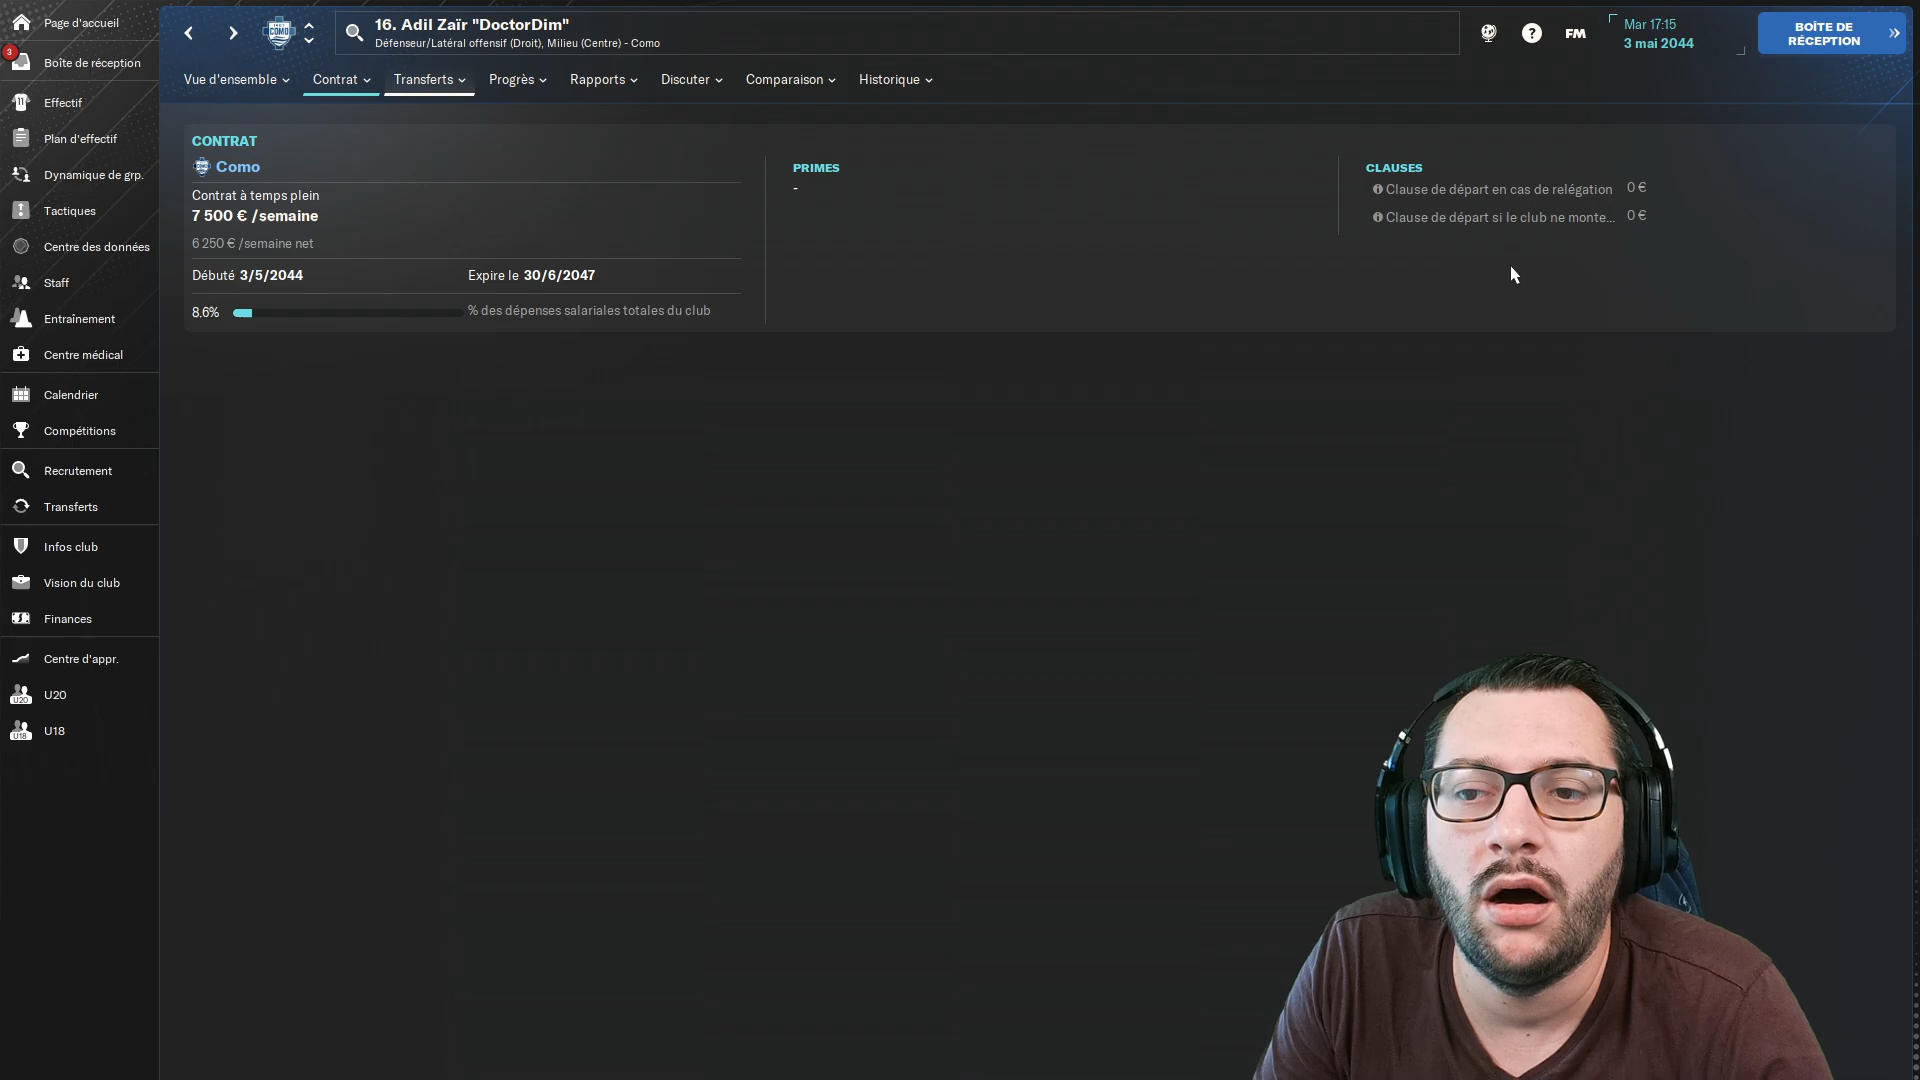 Page d'accueil
3
Boîte de réception
Effectif
Plan d'effectif
Dynamique de grp.
Tactiques
Centre des données
Staff
Entraînement
Centre médical
Calendrier
Compétitions
Recrutement
Transferts
Infos club
Vision du club
Finances
Centre d'appr.
U20
U20
U18
U18
COMO
16. Adil Zaïr "DoctorDim"
Défenseur/Latéral offensif (Droit), Milieu (Centre) - Como
?
FM
Mar 17:15
3 mai 2044
BOÎTE DE
RÉCEPTION
Vue d'ensemble
Contrat
Transferts
Progrès
Rapports
Discuter
Comparaison
Historique
CONTRAT
Como
Contrat à temps plein
7 500 € /semaine
6 250 € /semaine net
Débuté 3/5/2044
Expire le 30/6/2047
8.6%
% des dépenses salariales totales du club
PRIMES
-
CLAUSES
Clause de départ en cas de relégation 0 €
Clause de départ si le club ne monte... 0 €